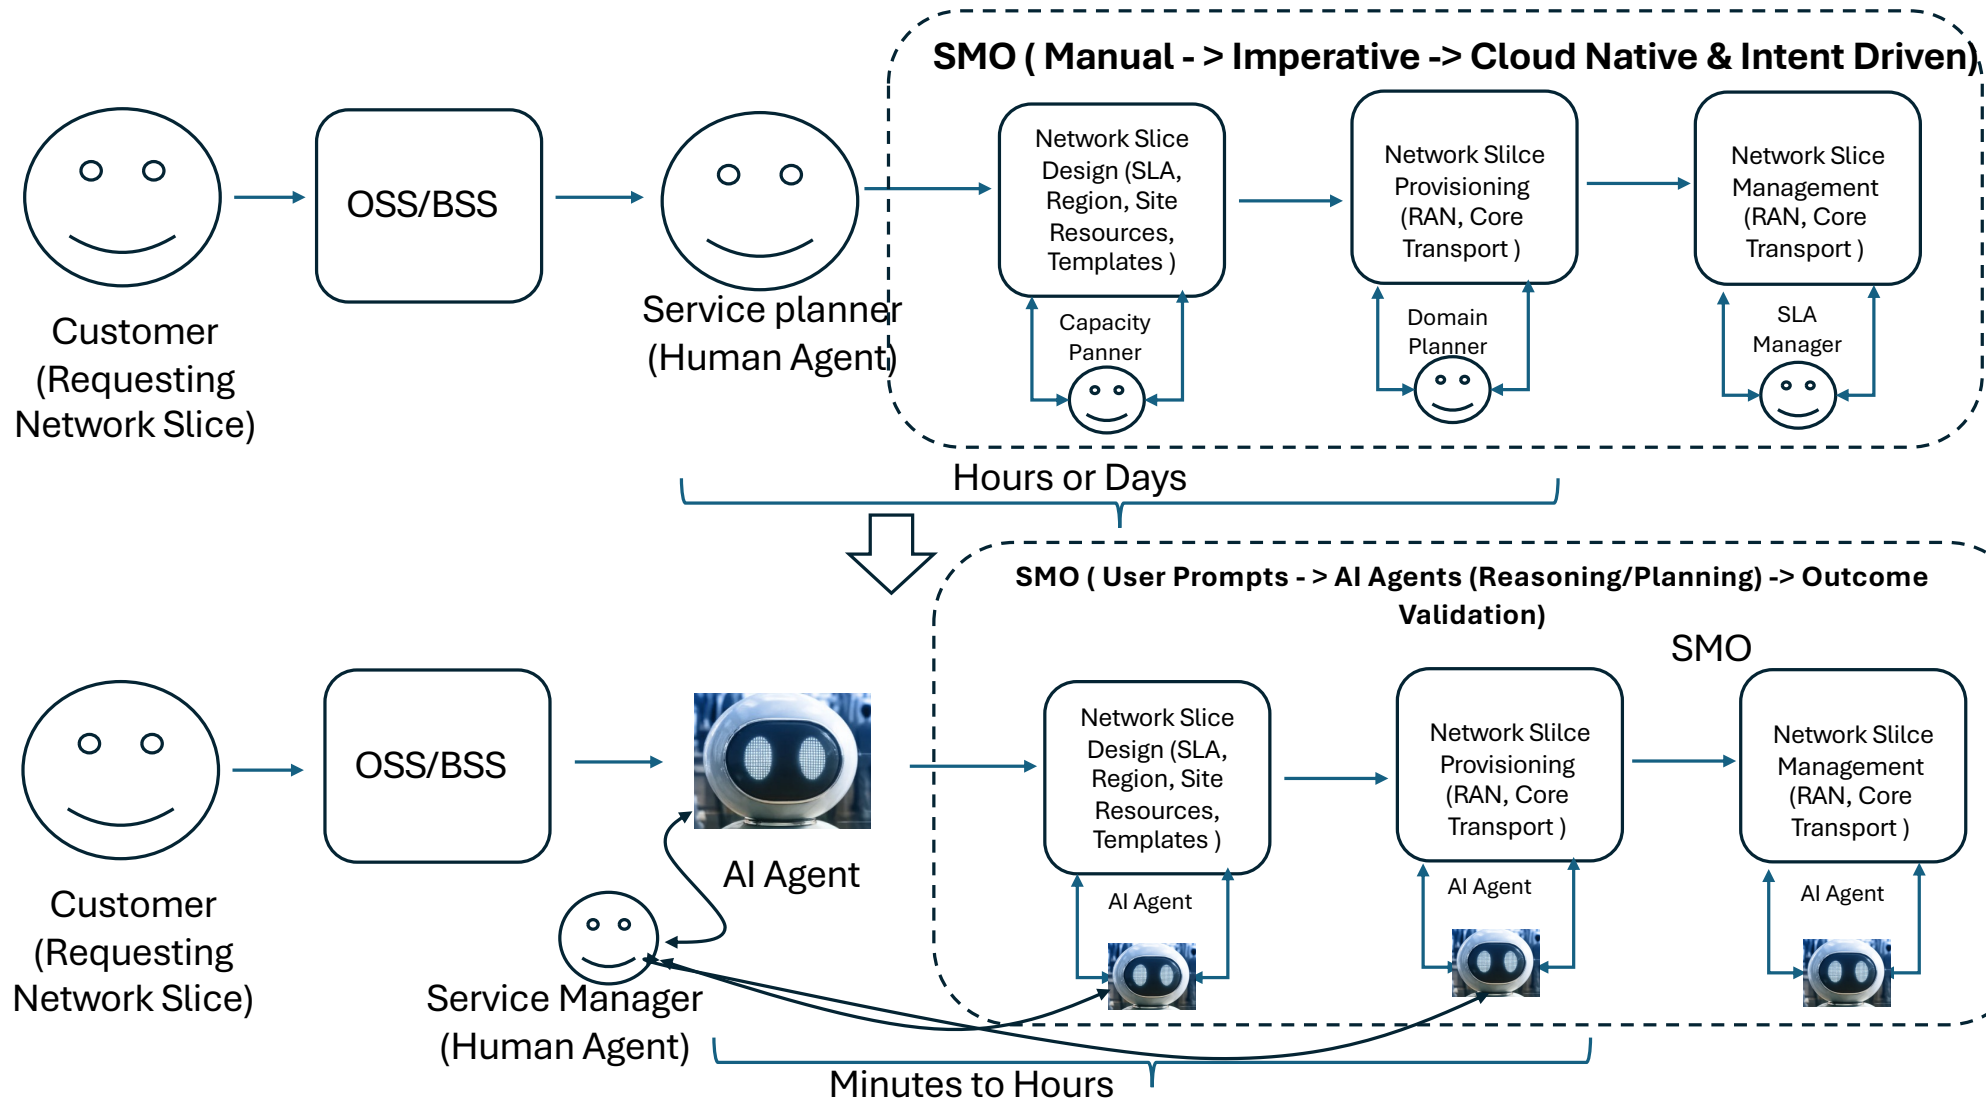 SMO ( Manual - > Imperative -> Cloud Native & Intent Driven)
Customer
(Requesting
Network Slice)
OSS/BSS
Service planner
(Human Agent)
Network Slice
Design (SLA,
Region, Site
Resources,
Templates )
Capacity
Panner
Network Slilce
Provisioning
(RAN, Core
Transport )
Domain
Planner
Network Slice
Management
(RAN, Core
Transport )
SLA
Manager
Hours or Days
SMO ( User Prompts - > AI Agents (Reasoning/Planning) -> Outcome
Validation)
SMO
Customer
(Requesting
Network Slice)
OSS/BSS
AI Agent
Service Manager
(Human Agent)
Network Slice
Design (SLA,
Region, Site
Resources,
Templates )
AI Agent
Network Slilce
Provisioning
(RAN, Core
Transport )
AI Agent
Network Slilce
Management
(RAN, Core
Transport )
AI Agent
Minutes to Hours